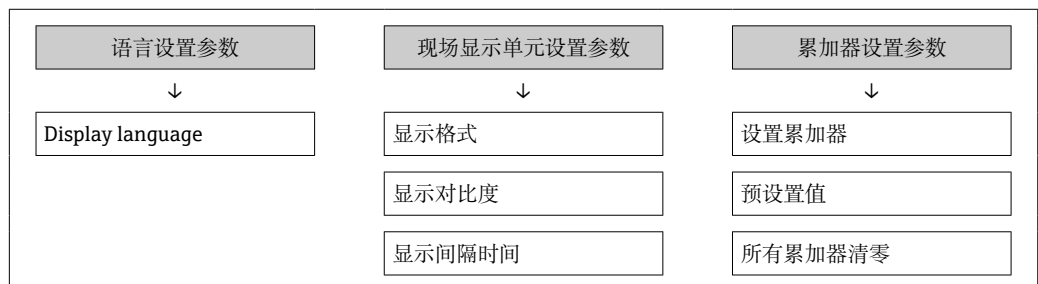 语言设置参数
现场显示单元设置参数
累加器设置参数
↓
↓
↓
Display language
显示格式
设置累加器
显示对比度
预设置值
显示间隔时间
所有累加器清零